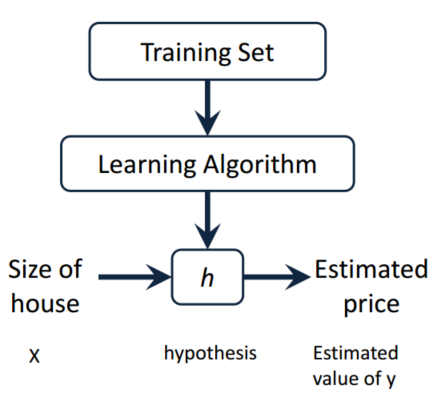 Training Set
Learning Algorithm
Size of
house
h
Estimated
price
X
hypothesis
Estimated
value of y